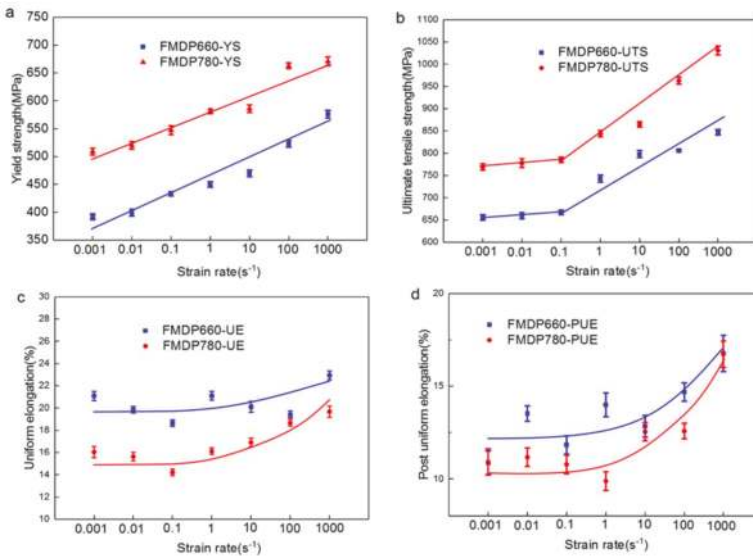 a
750
700
650
600
550
500
450
400
350
Yield strength(MPa)
FMDP660-YS
FMDP780-YS
0.001 0.01 0.1 1 10 100 1000
Strain rate(s⁻¹)
b
1100
1050
1000
950
900
850
800
750
700
650
600
Ultimate tensile strength(MPa)
FMDP660-UTS
FMDP780-UTS
0.001 0.01 0.1 1 10 100 1000
Strain rate(s⁻¹)
c
30
28
26
24
22
20
18
16
14
12
10
Uniform elongation(%)
FMDP660-UE
FMDP780-UE
0.001 0.01 0.1 1 10 100 1000
Strain rate(s⁻¹)
d
20
15
10
Post uniform elongation(%)
FMDP660-PUE
FMDP780-PUE
0.001 0.01 0.1 1 10 100 1000
Strain rate(s⁻¹)